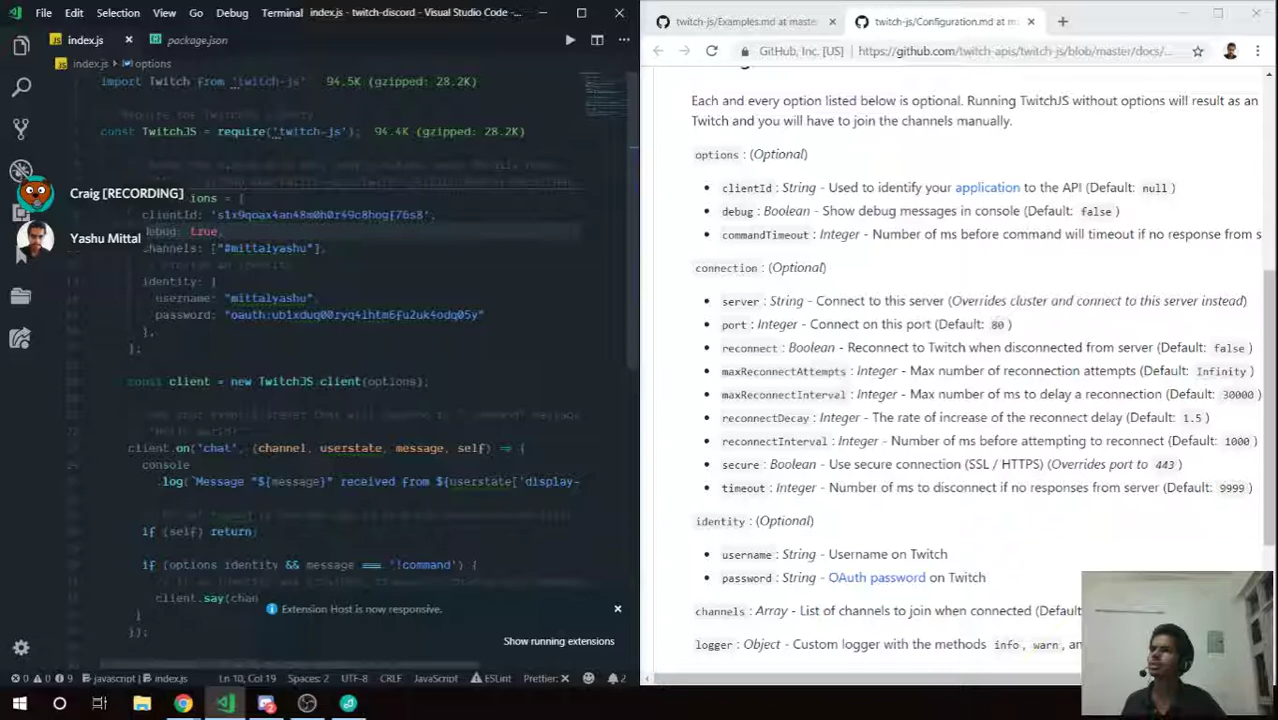 File Edit Selection View Go Debug Terminal index.js - twitch-discord - Visual Studio Code - ...
index.js package.json
index.js options
import Twitch from 'twitch-js' 94.5K (gzipped: 28.2K)
const TwitchJS = require('twitch-js'); 94.4K (gzipped: 28.2K)
Craig [RECORDING]
ions = {
debug: true,
Yashu Mittal
channels: ["#mittalyashu"],
identity: {
username: "mittalyashu",
},
};
const client = new TwitchJS.client(options);
client.on('chat', (channel, userstate, message, self) => {
console
.log(`Message "${message}" received from ${userstate['display-
if (self) return;
if (options.identity && message === '!command') {
client.say(chan
}
});
Extension Host is now responsive.
Show running extensions
0 0 9 javascript index.js Ln 10, Col 19 Spaces: 2 UTF-8 CRLF JavaScript ESLint Prettier: 2
twitch-js/Examples.md at master twitch-js/Configuration.md at m
GitHub, Inc. [US] https://github.com/twitch-apis/twitch-js/blob/master/docs/...
Each and every option listed below is optional. Running TwitchJS without options will result as an
Twitch and you will have to join the channels manually.
options : (Optional)
clientId : String - Used to identify your application to the API (Default: null )
debug : Boolean - Show debug messages in console (Default: false )
commandTimeout : Integer - Number of ms before command will timeout if no response from s
connection : (Optional)
server : String - Connect to this server (Overrides cluster and connect to this server instead)
port : Integer - Connect on this port (Default: 80 )
reconnect : Boolean - Reconnect to Twitch when disconnected from server (Default: false )
maxReconnectAttempts : Integer - Max number of reconnection attempts (Default: Infinity )
maxReconnectInterval : Integer - Max number of ms to delay a reconnection (Default: 30000
reconnectDecay : Integer - The rate of increase of the reconnect delay (Default: 1.5 )
reconnectInterval : Integer - Number of ms before attempting to reconnect (Default: 1000
secure : Boolean - Use secure connection (SSL / HTTPS) (Overrides port to 443 )
timeout : Integer - Number of ms to disconnect if no responses from server (Default: 9999
identity : (Optional)
username : String - Username on Twitch
password : String - OAuth password on Twitch
channels : Array - List of channels to join when connected (Default
logger : Object - Custom logger with the methods info , warn , an